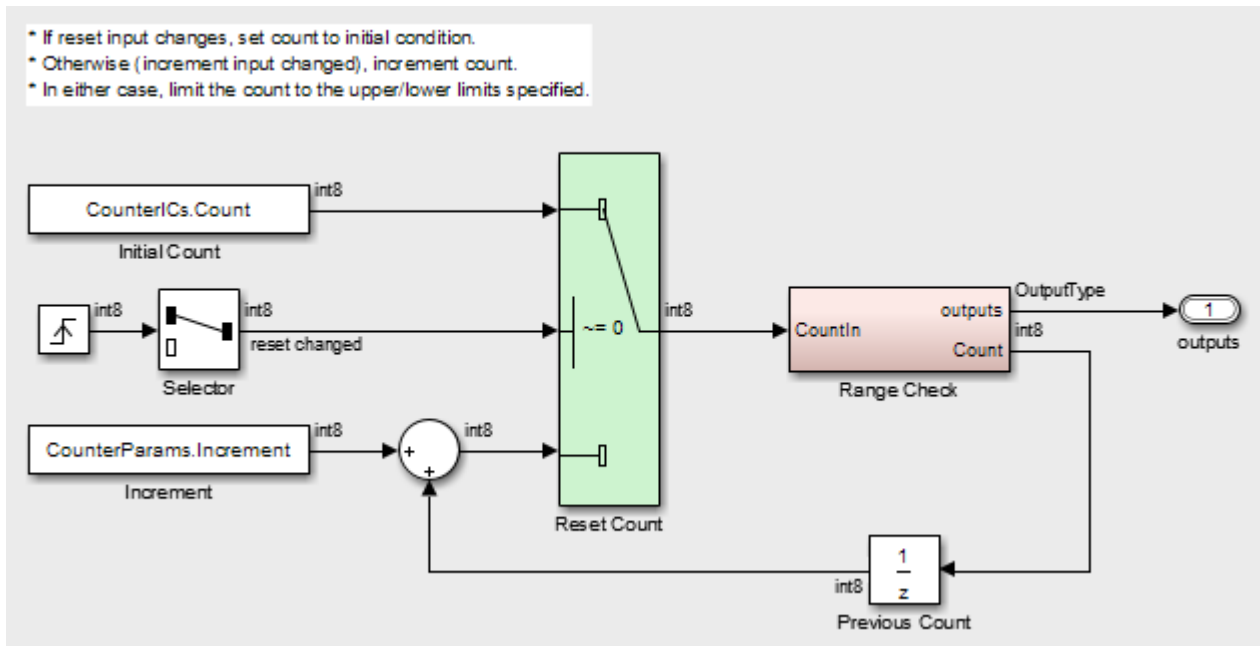 * If reset input changes, set count to initial condition.
* Otherwise (increment input changed), increment count.
* In either case, limit the count to the upper/lower limits specified.
int8
CounterICs.Count
Initial Count
int8
int8
reset changed
Selector
~= 0
int8
CountIn
outputs
Count
Range Check
OutputType
int8
1
outputs
int8
CounterParams.Increment
Increment
+
+
int8
Reset Count
1
z
int8
Previous Count